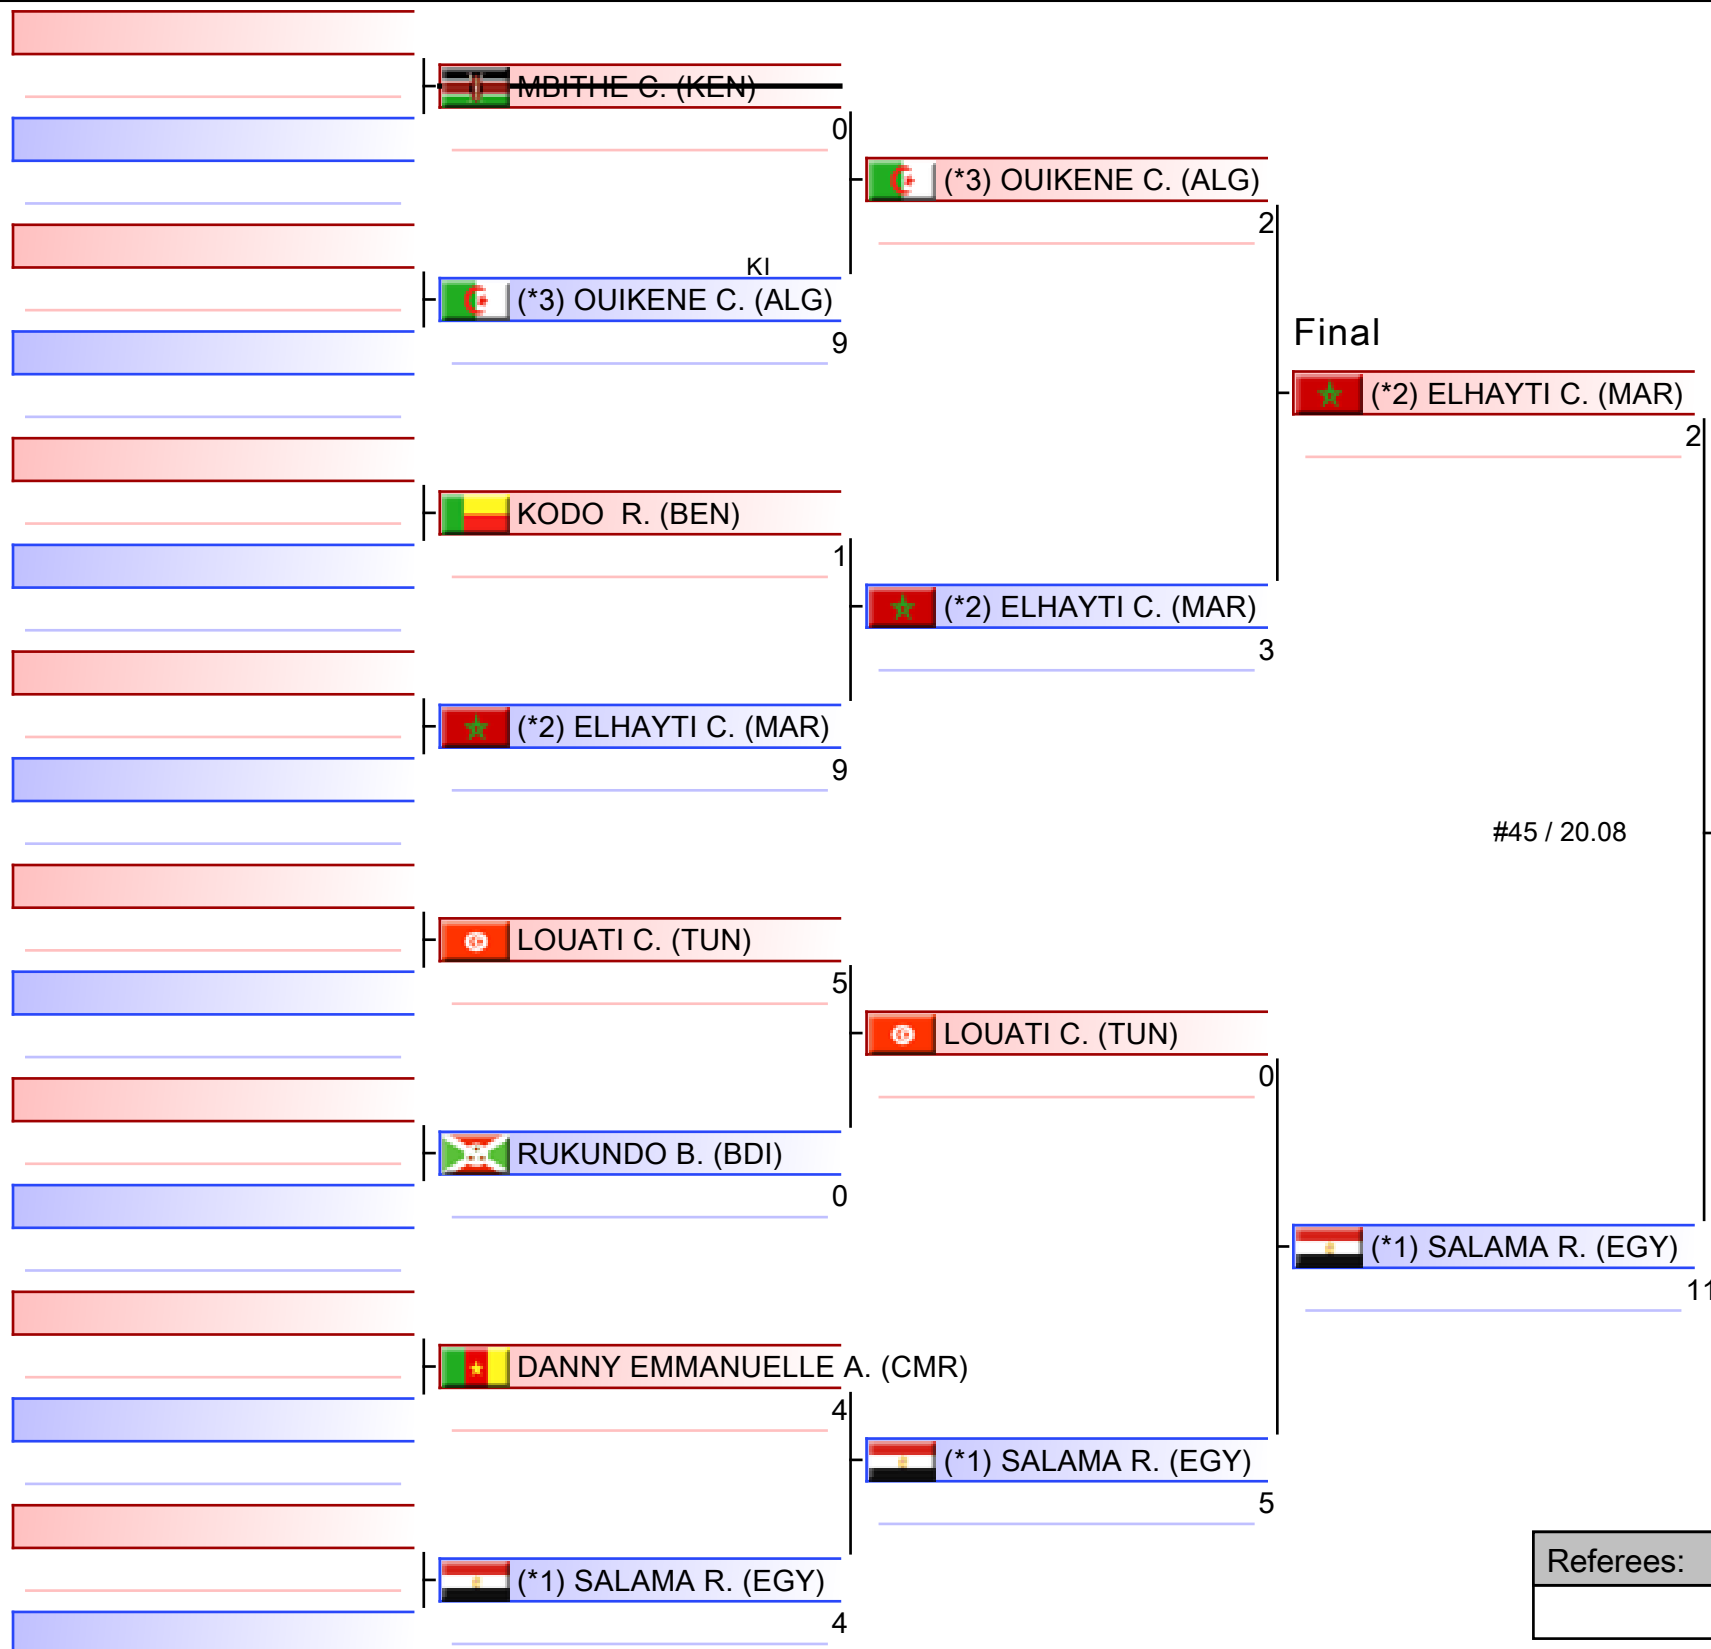 MBITHE C. (KEN)
0
(*3) OUIKENE C. (ALG)
2
KI
(*3) OUIKENE C. (ALG)
9
Final
(*2) ELHAYTI C. (MAR)
2
KODO  R. (BEN)
1
(*2) ELHAYTI C. (MAR)
3
(*2) ELHAYTI C. (MAR)
9
#45 / 20.08
LOUATI C. (TUN)
5
LOUATI C. (TUN)
0
RUKUNDO B. (BDI)
0
(*1) SALAMA R. (EGY)
11
DANNY EMMANUELLE A. (CMR)
4
(*1) SALAMA R. (EGY)
5
(*1) SALAMA R. (EGY)
4
Referees: